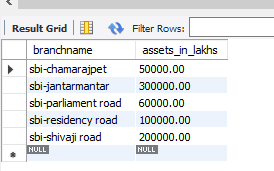 Result Grid Filter Rows:
branchname assets_in_lakhs
sbi-chamarajpet 50000.00
sbi-jantarmantar 300000.00
sbi-parliament road 60000.00
sbi-residency road 100000.00
sbi-shivaji road 200000.00
NULL NULL